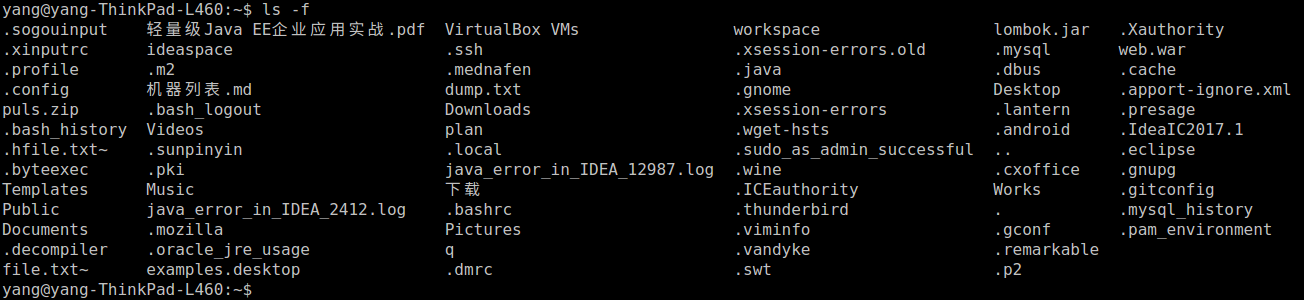 yang@yang-ThinkPad-L460:~$ ls -f
.sogouinput 轻量级Java EE企业应用实战.pdf VirtualBox VMs workspace lombok.jar .Xauthority
.xinputrc ideaspace .ssh .xsession-errors.old .mysql web.war
.profile .m2 .mednafen .java .dbus .cache
.config 机器列表.md dump.txt .gnome Desktop .apport-ignore.xml
puls.zip .bash_logout Downloads .xsession-errors .lantern .presage
.bash_history Videos plan .wget-hsts .android .IdeaIC2017.1
.hfile.txt~ .sunpinyin .local .sudo_as_admin_successful .. .eclipse
.byteexec .pki java_error_in_IDEA_12987.log .wine .cxoffice .gnupg
Templates Music 下载 .ICEauthority Works .gitconfig
Public java_error_in_IDEA_2412.log .bashrc .thunderbird . .mysql_history
Documents .mozilla Pictures .viminfo .gconf .pam_environment
.decompiler .oracle_jre_usage q .vandyke .remarkable
file.txt~ examples.desktop .dmrc .swt .p2
yang@yang-ThinkPad-L460:~$